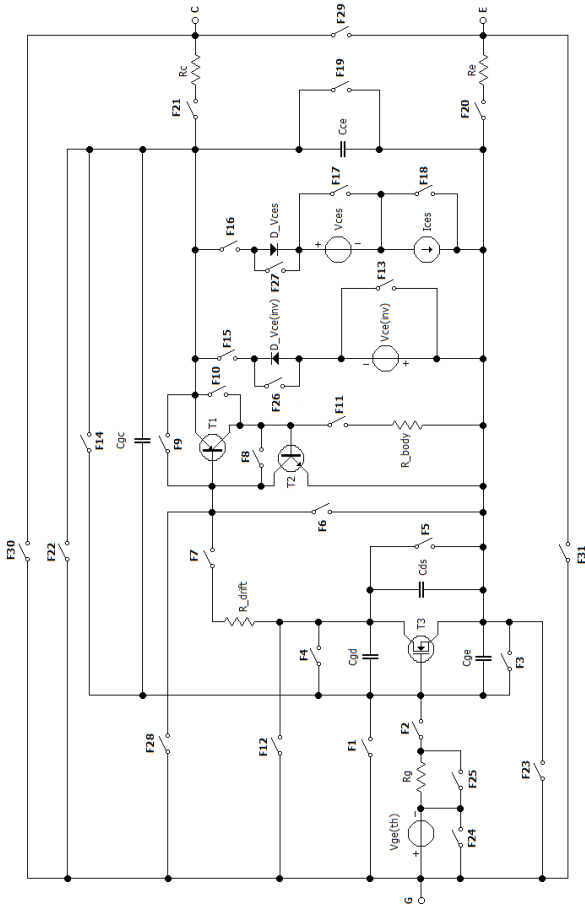 C
E
F29
Rc
Re
F21
F20
F19
Cce
F17
F18
F16
D_Vces
Vces
Ices
+
−
F27
F13
F15
D_Vce(inv)
Vce(inv)
−
+
F26
F10
T1
F11
F14
Cgc
F9
F8
T2
R_body
F30
F22
F7
F6
F5
F31
R_drift
Cds
F4
Cgd
T3
Cge
F3
F28
F12
F1
F2
F23
Rg
F25
Vge(th)
−
+
F24
G